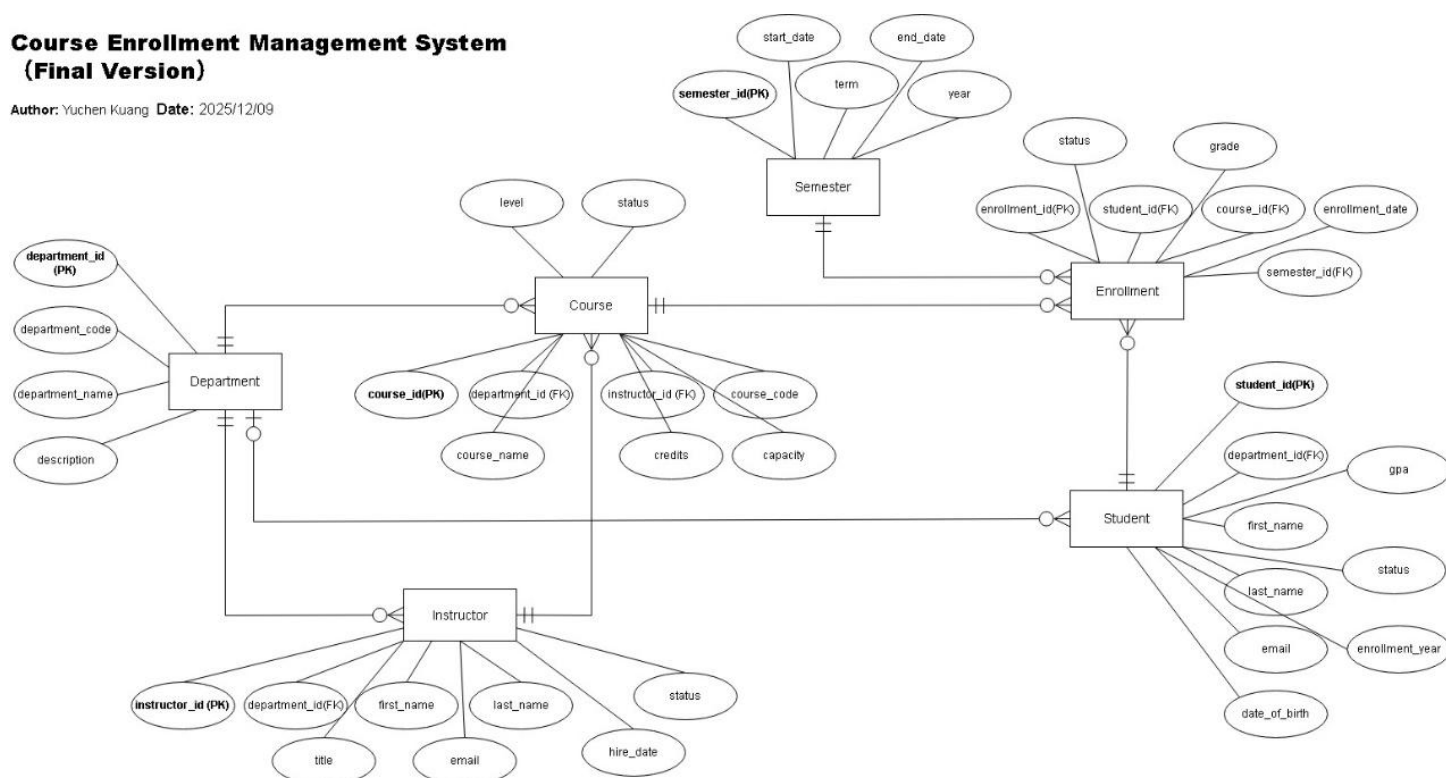 Course Enrollment Management System
（Final Version）
Author: Yuchen Kuang Date: 2025/12/09
start_date
end_date
semester_id(PK)
term
year
Semester
status
grade
enrollment_id(PK)
student_id(FK)
course_id(FK)
enrollment_date
semester_id(FK)
Enrollment
level
status
Course
course_id(PK)
department_id (FK)
instructor_id (FK)
course_code
course_name
credits
capacity
department_id
(PK)
department_code
department_name
description
Department
student_id(PK)
department_id(FK)
gpa
first_name
Student
status
last_name
email
enrollment_year
date_of_birth
Instructor
instructor_id (PK)
department_id(FK)
first_name
last_name
status
title
email
hire_date